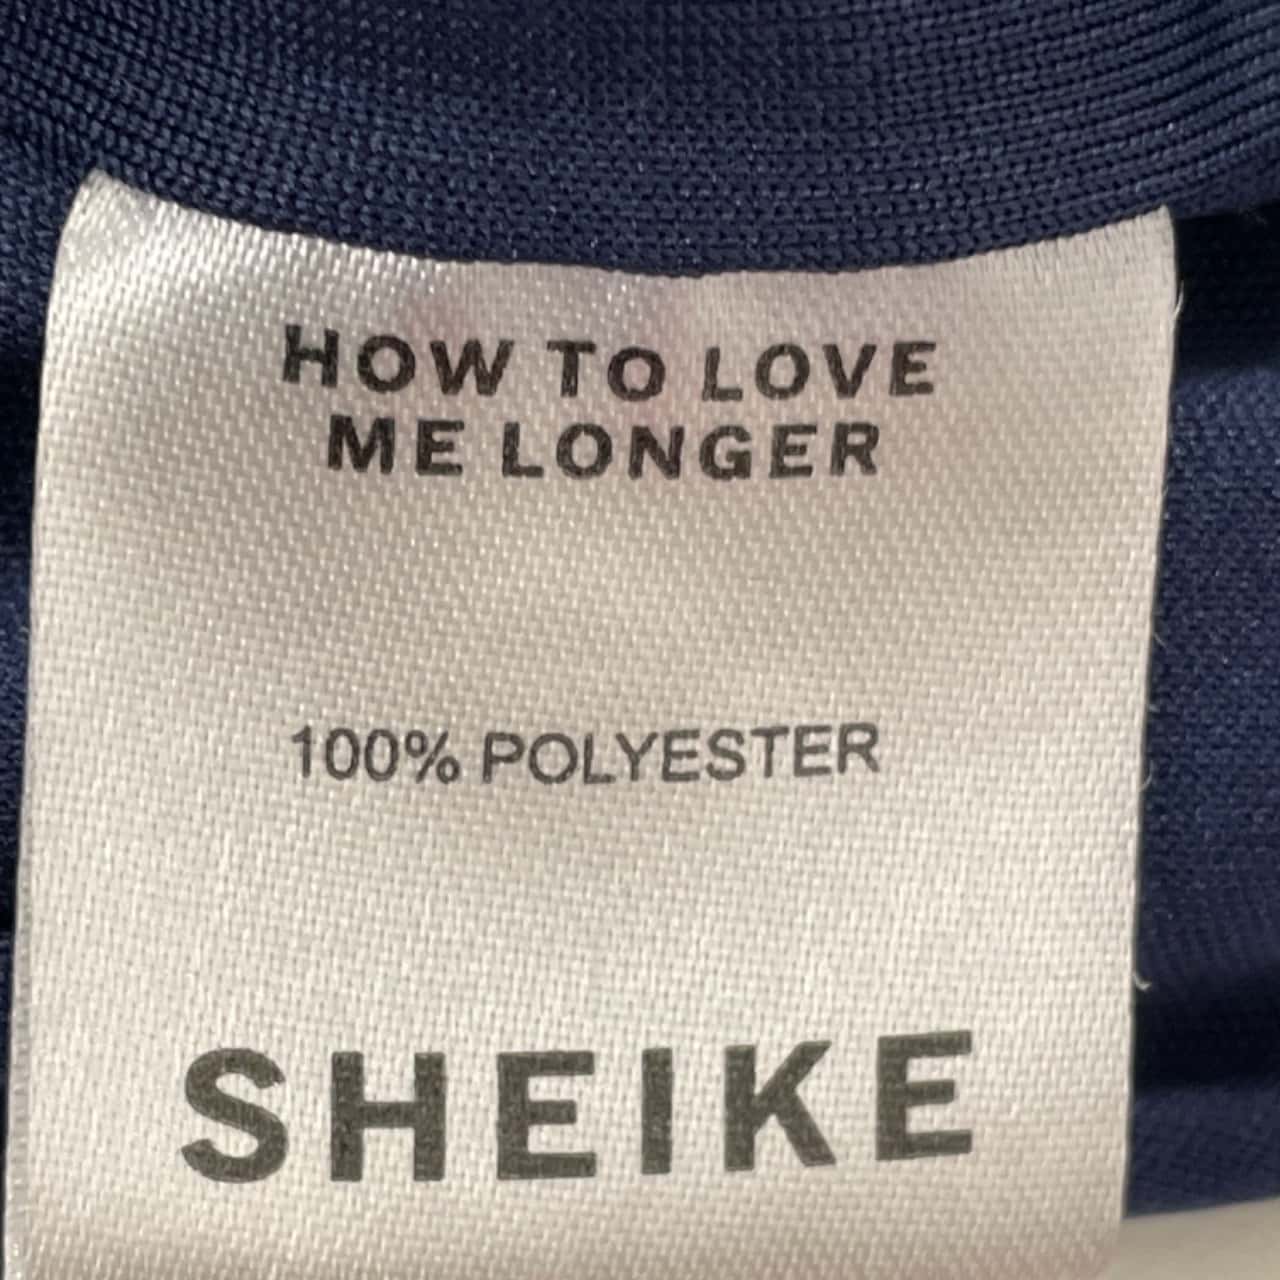 HOW TO LOVE
ME LONGER
100% POLYESTER
SHEIKE